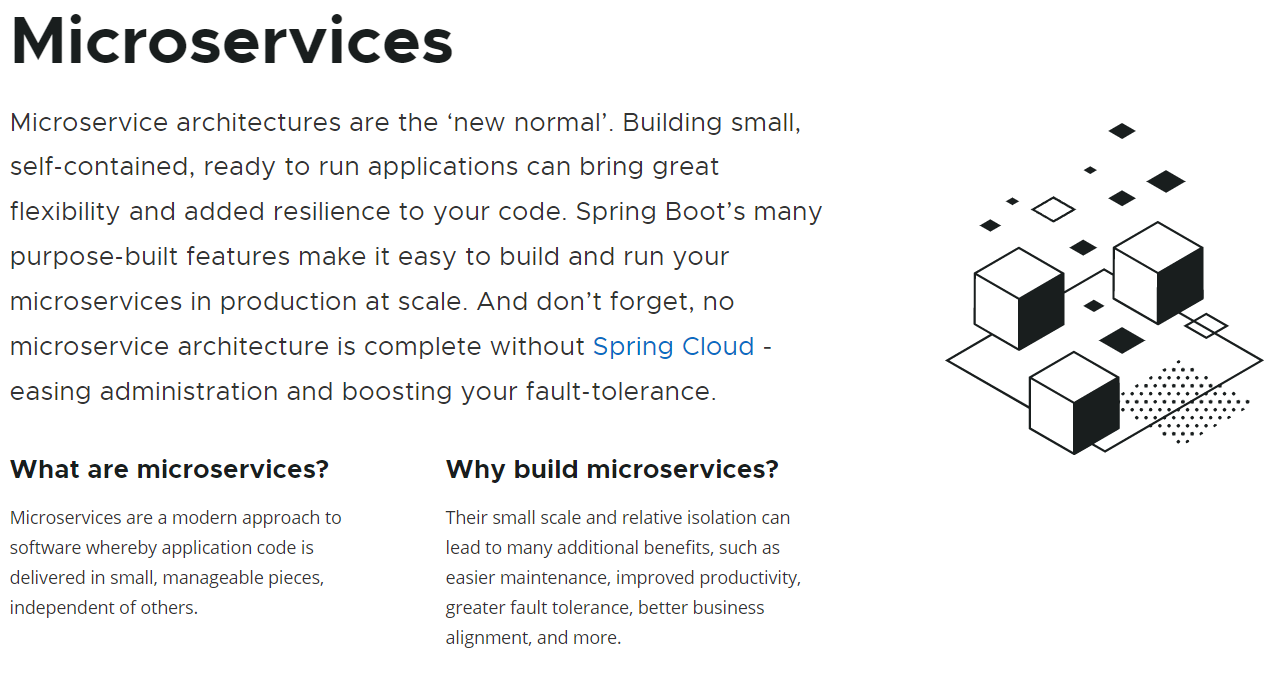 Microservices
Microservice architectures are the ‘new normal’. Building small,
self-contained, ready to run applications can bring great
flexibility and added resilience to your code. Spring Boot’s many
purpose-built features make it easy to build and run your
microservices in production at scale. And don’t forget, no
microservice architecture is complete without Spring Cloud -
easing administration and boosting your fault-tolerance.
What are microservices?
Microservices are a modern approach to
software whereby application code is
delivered in small, manageable pieces,
independent of others.
Why build microservices?
Their small scale and relative isolation can
lead to many additional benefits, such as
easier maintenance, improved productivity,
greater fault tolerance, better business
alignment, and more.